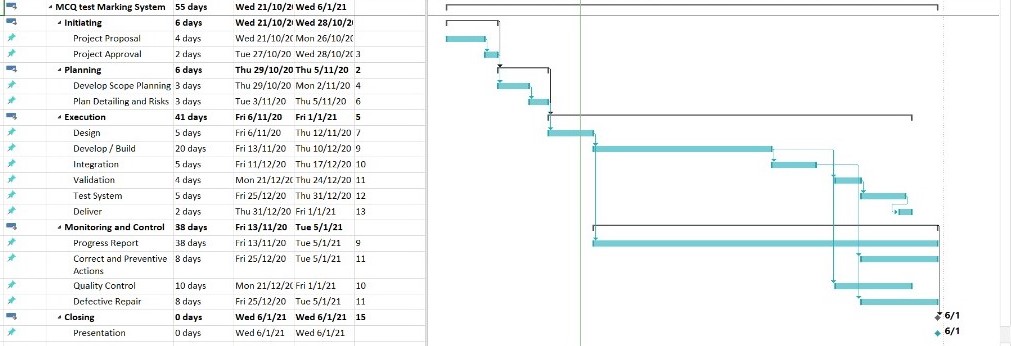 MCQ test Marking System 55 days Wed 21/10/2( Wed 6/1/21
Initiating 6 days Wed 21/10/2( Wed 28/10/2(
Project Proposal 4 days Wed 21/10/2( Mon 26/10/2(
Project Approval 2 days Tue 27/10/20 Wed 28/10/2( 3
Planning 6 days Thu 29/10/20 Thu 5/11/20 2
Develop Scope Planning 3 days Thu 29/10/20 Mon 2/11/20 4
Plan Detailing and Risks 3 days Tue 3/11/20 Thu 5/11/20 6
Execution 41 days Fri 6/11/20 Fri 1/1/21 5
Design 5 days Fri 6/11/20 Thu 12/11/20 7
Develop / Build 20 days Fri 13/11/20 Thu 10/12/20 9
Integration 5 days Fri 11/12/20 Thu 17/12/20 10
Validation 4 days Mon 21/12/20 Thu 24/12/20 11
Test System 5 days Fri 25/12/20 Thu 31/12/20 12
Deliver 2 days Thu 31/12/20 Fri 1/1/21 13
Monitoring and Control 38 days Fri 13/11/20 Tue 5/1/21
Progress Report 38 days Fri 13/11/20 Tue 5/1/21 9
Correct and Preventive 8 days Fri 25/12/20 Tue 5/1/21 11
Actions
Quality Control 10 days Mon 21/12/20 Fri 1/1/21 10
Defective Repair 8 days Fri 25/12/20 Tue 5/1/21 11
Closing 0 days Wed 6/1/21 Wed 6/1/21 15 6/1
Presentation 0 days Wed 6/1/21 Wed 6/1/21 6/1